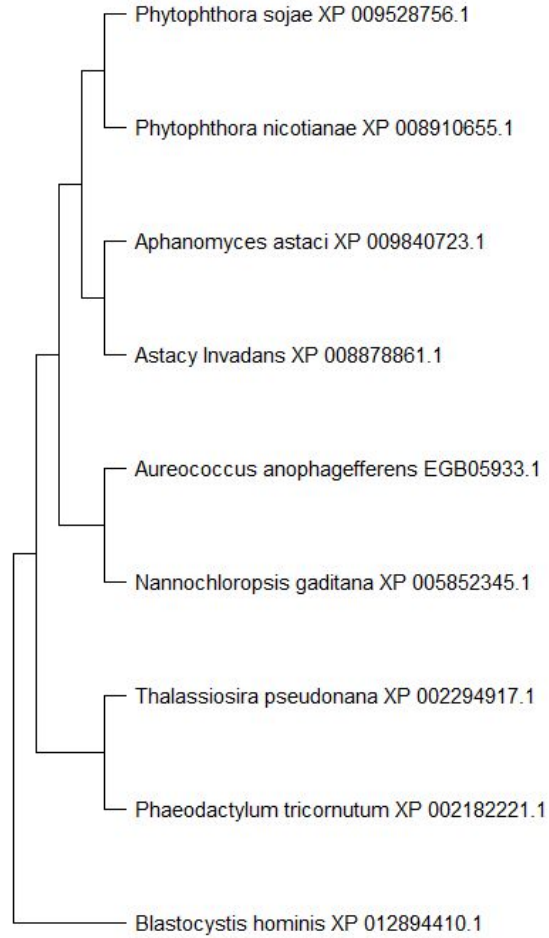 Phytophthora sojae XP 009528756.1
Phytophthora nicotianae XP 008910655.1
Aphanomyces astaci XP 009840723.1
Astacy Invadans XP 008878861.1
Aureococcus anophagefferens EGB05933.1
Nannochloropsis gaditana XP 005852345.1
Thalassiosira pseudonana XP 002294917.1
Phaeodactylum tricornutum XP 002182221.1
Blastocystis hominis XP 012894410.1